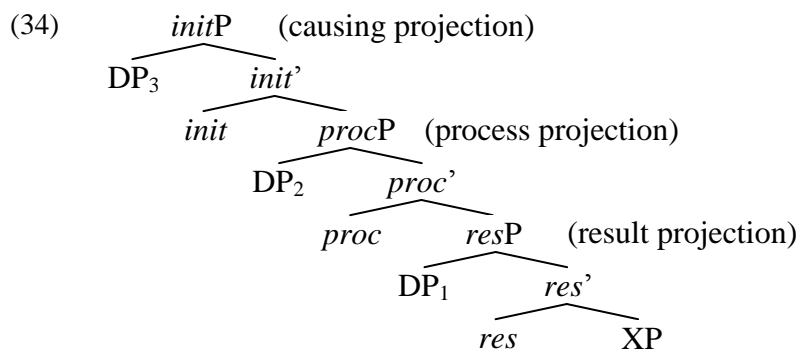 (34) initP (causing projection)
DP3 init’
init procP (process projection)
DP2 proc’
proc resP (result projection)
DP1 res’
res XP